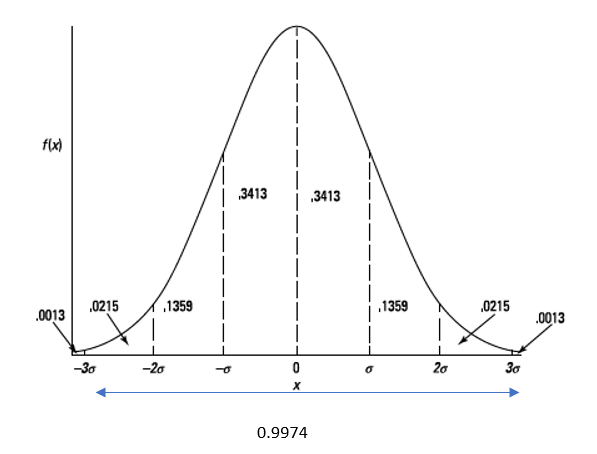 f(x)
.3413
.3413
.0013
.0215
.1359
.1359
.0215
.0013
−3σ
−2σ
−σ
0
σ
2σ
3σ
x
0.9974